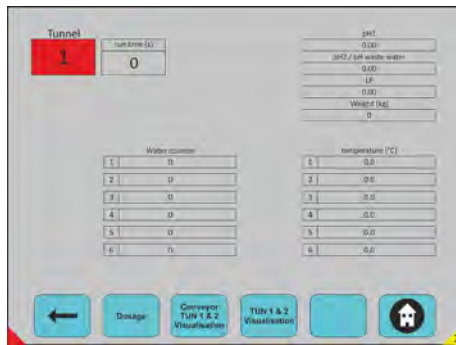 Tunnel
1
run-time (s)
0
pH1
0.00
pH2 / pH waste water
0.00
LF
0.00
Weight [kg]
0
Water counter
1 0
2 0
3 0
4 0
5 0
6 0
temperature [°C]
1 0.0
2 0.0
3 0.0
4 0.0
5 0.0
6 0.0
Dosage
Conveyor
TUN 1 & 2
Visualisation
TUN 1 & 2
Visualisation